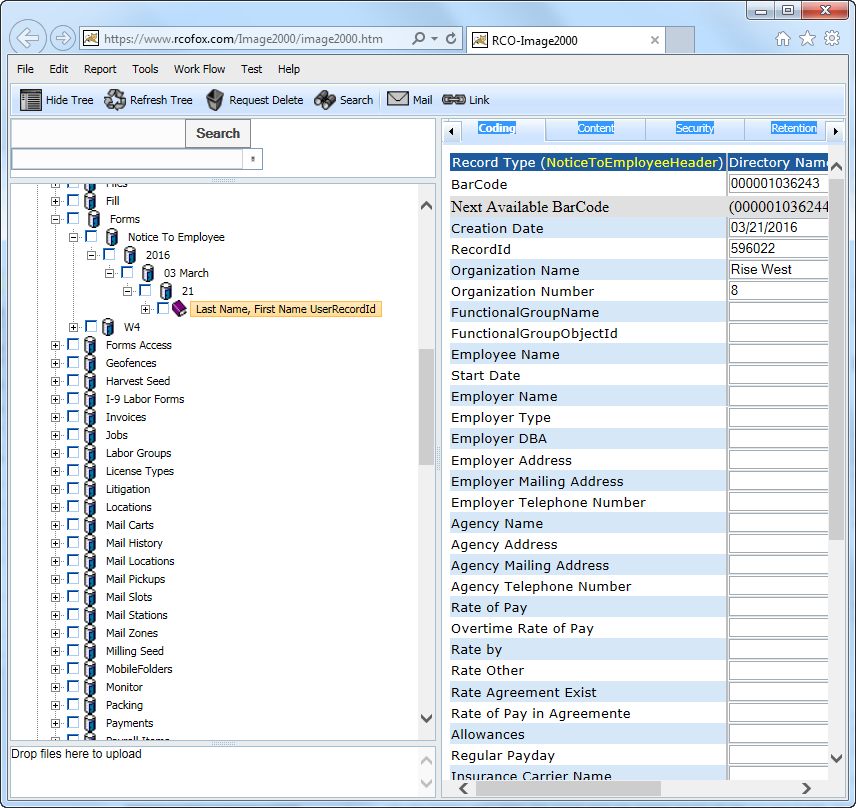 https://www.rcofox.com/Image2000/image2000.htm
RCO-Image2000
File Edit Report Tools Work Flow Test Help
Hide Tree Refresh Tree Request Delete Search Mail Link
Search
Files
Fill
Forms
Notice To Employee
2016
03 March
21
Last Name, First Name UserRecordId
W4
Forms Access
Geofences
Harvest Seed
I-9 Labor Forms
Invoices
Jobs
Labor Groups
License Types
Litigation
Locations
Mail Carts
Mail History
Mail Locations
Mail Pickups
Mail Slots
Mail Stations
Mail Zones
Milling Seed
MobileFolders
Monitor
Packing
Payments
Payroll Items
Drop files here to upload
Coding Content Security Retention
Record Type (NoticeToEmployeeHeader) Directory Name
BarCode 000001036243
Next Available BarCode (000001036244
Creation Date 03/21/2016
RecordId 596022
Organization Name Rise West
Organization Number 8
FunctionalGroupName
FunctionalGroupObjectId
Employee Name
Start Date
Employer Name
Employer Type
Employer DBA
Employer Address
Employer Mailing Address
Employer Telephone Number
Agency Name
Agency Address
Agency Mailing Address
Agency Telephone Number
Rate of Pay
Overtime Rate of Pay
Rate by
Rate Other
Rate Agreement Exist
Rate of Pay in Agreemente
Allowances
Regular Payday
Insurance Carrier Name